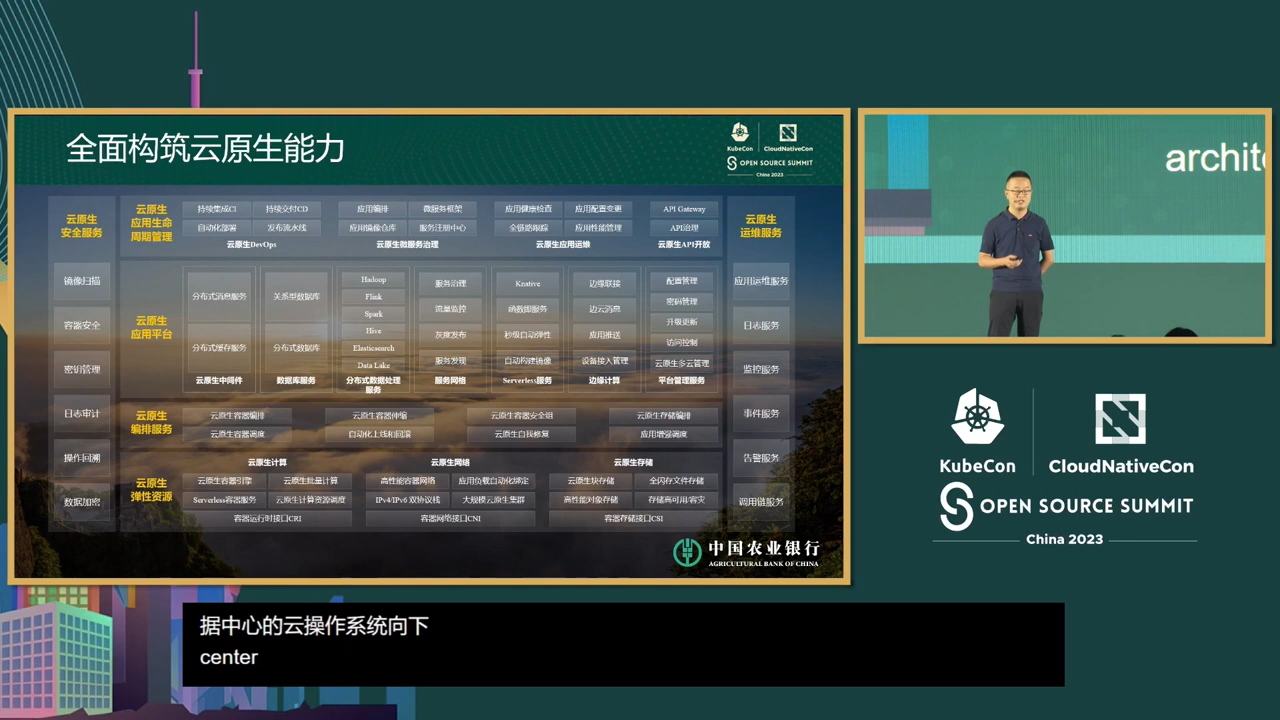 全面构筑云原生能力
KubeCon
CloudNativeCon
OPEN SOURCE SUMMIT
China 2023
云原生
安全服务
镜像扫描
容器安全
密钥管理
日志审计
操作回溯
数据加密
云原生
应用生命
周期管理
持续集成CI 持续交付CD
自动化部署 发布流水线
云原生DevOps
应用编排 微服务框架
应用镜像仓库 服务注册中心
云原生微服务治理
应用健康检查 应用配置变更
全链路跟踪 应用性能管理
云原生应用运维
API Gateway
API治理
云原生API开放
云原生
应用平台
分布式消息服务
分布式缓存服务
云原生中间件
关系型数据库
分布式数据库
数据库服务
Hadoop
Flink
Spark
Hive
Elasticsearch
Data Lake
分布式数据处理
服务
服务治理
流量监控
灰度发布
服务发现
服务网格
Knative
函数即服务
秒级自动弹性
自动构建镜像
Serverless服务
边缘联接
边云消息
应用推送
设备接入管理
边缘计算
配置管理
密码管理
升级更新
访问控制
云原生多云管理
平台管理服务
云原生
编排服务
云原生容器编排 云原生容器伸缩 云原生容器安全组 云原生存储编排
云原生容器调度 自动化上线和回滚 云原生自我修复 应用增强调度
云原生
弹性资源
云原生计算
云原生容器引擎 云原生批量计算
Serverless容器服务 云原生计算资源调度
容器运行时接口CRI
云原生网络
高性能容器网络 应用负载自动化绑定
IPv4/IPv6 双协议栈 大规模云原生集群
容器网络接口CNI
云原生存储
云原生块存储 全闪存文件存储
高性能对象存储 存储高可用/容灾
容器存储接口CSI
云原生
运维服务
应用运维服务
日志服务
监控服务
事件服务
告警服务
调用链服务
中国农业银行
AGRICULTURAL BANK OF CHINA
KubeCon
CloudNativeCon
OPEN SOURCE SUMMIT
China 2023
据中心的云操作系统向下
center